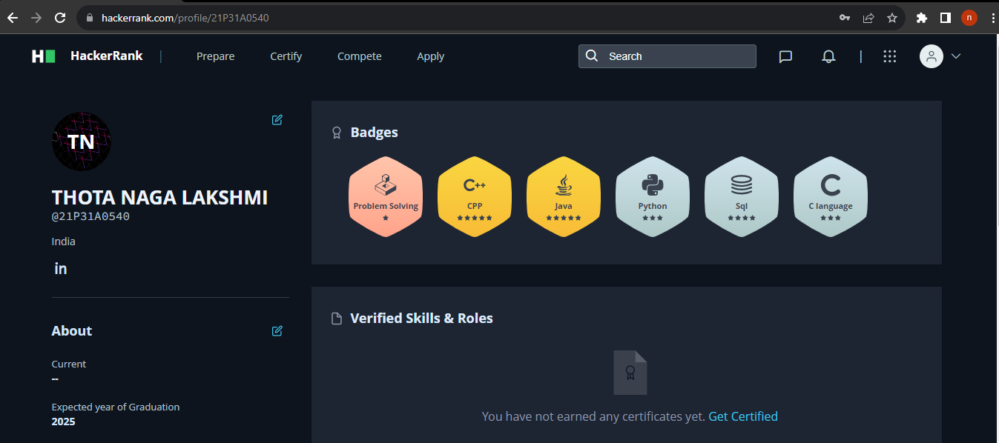 hackerrank.com/profile/21P31A0540
n
H
HackerRank | Prepare Certify Compete Apply Search |
TN
THOTA NAGA LAKSHMI
@21P31A0540
India
in
About
Current
--
Expected year of Graduation
2025
Badges
Problem Solving
C++
CPP
Java
Python
Sql
C
C language
Verified Skills & Roles
You have not earned any certificates yet. Get Certified